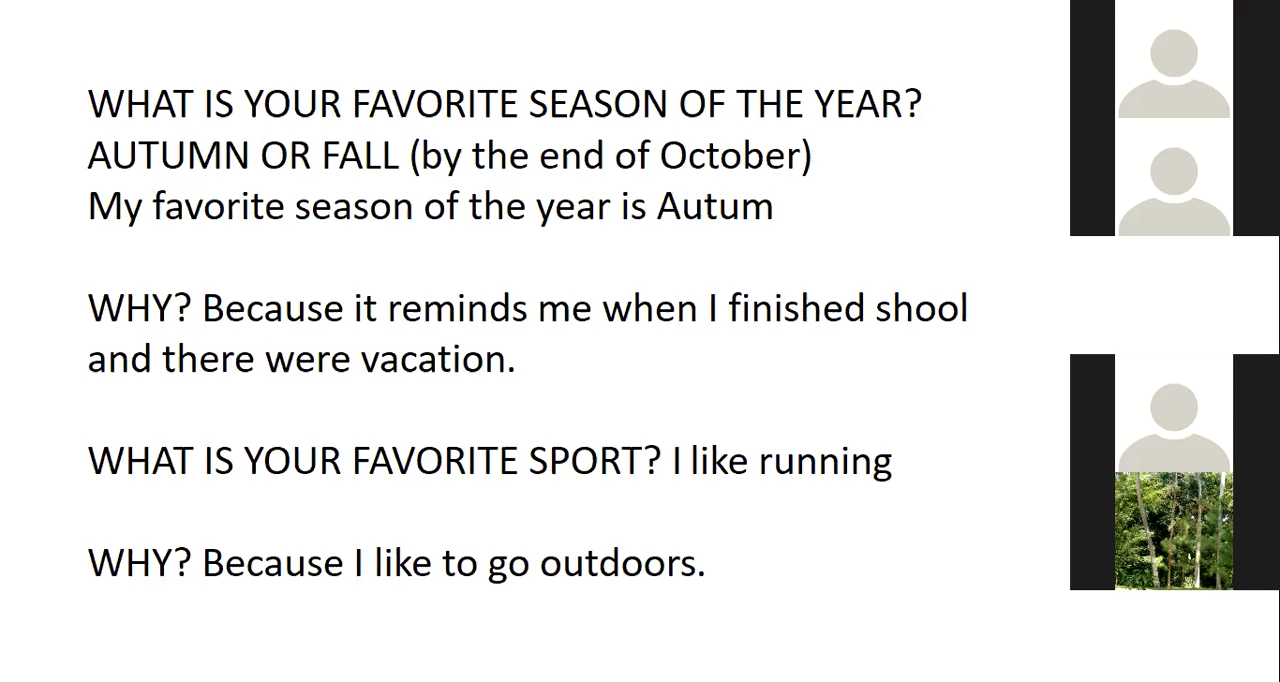 WHAT IS YOUR FAVORITE SEASON OF THE YEAR?
AUTUMN OR FALL (by the end of October)
My favorite season of the year is Autum
WHY? Because it reminds me when I finished shool
and there were vacation.
WHAT IS YOUR FAVORITE SPORT? I like running
WHY? Because I like to go outdoors.